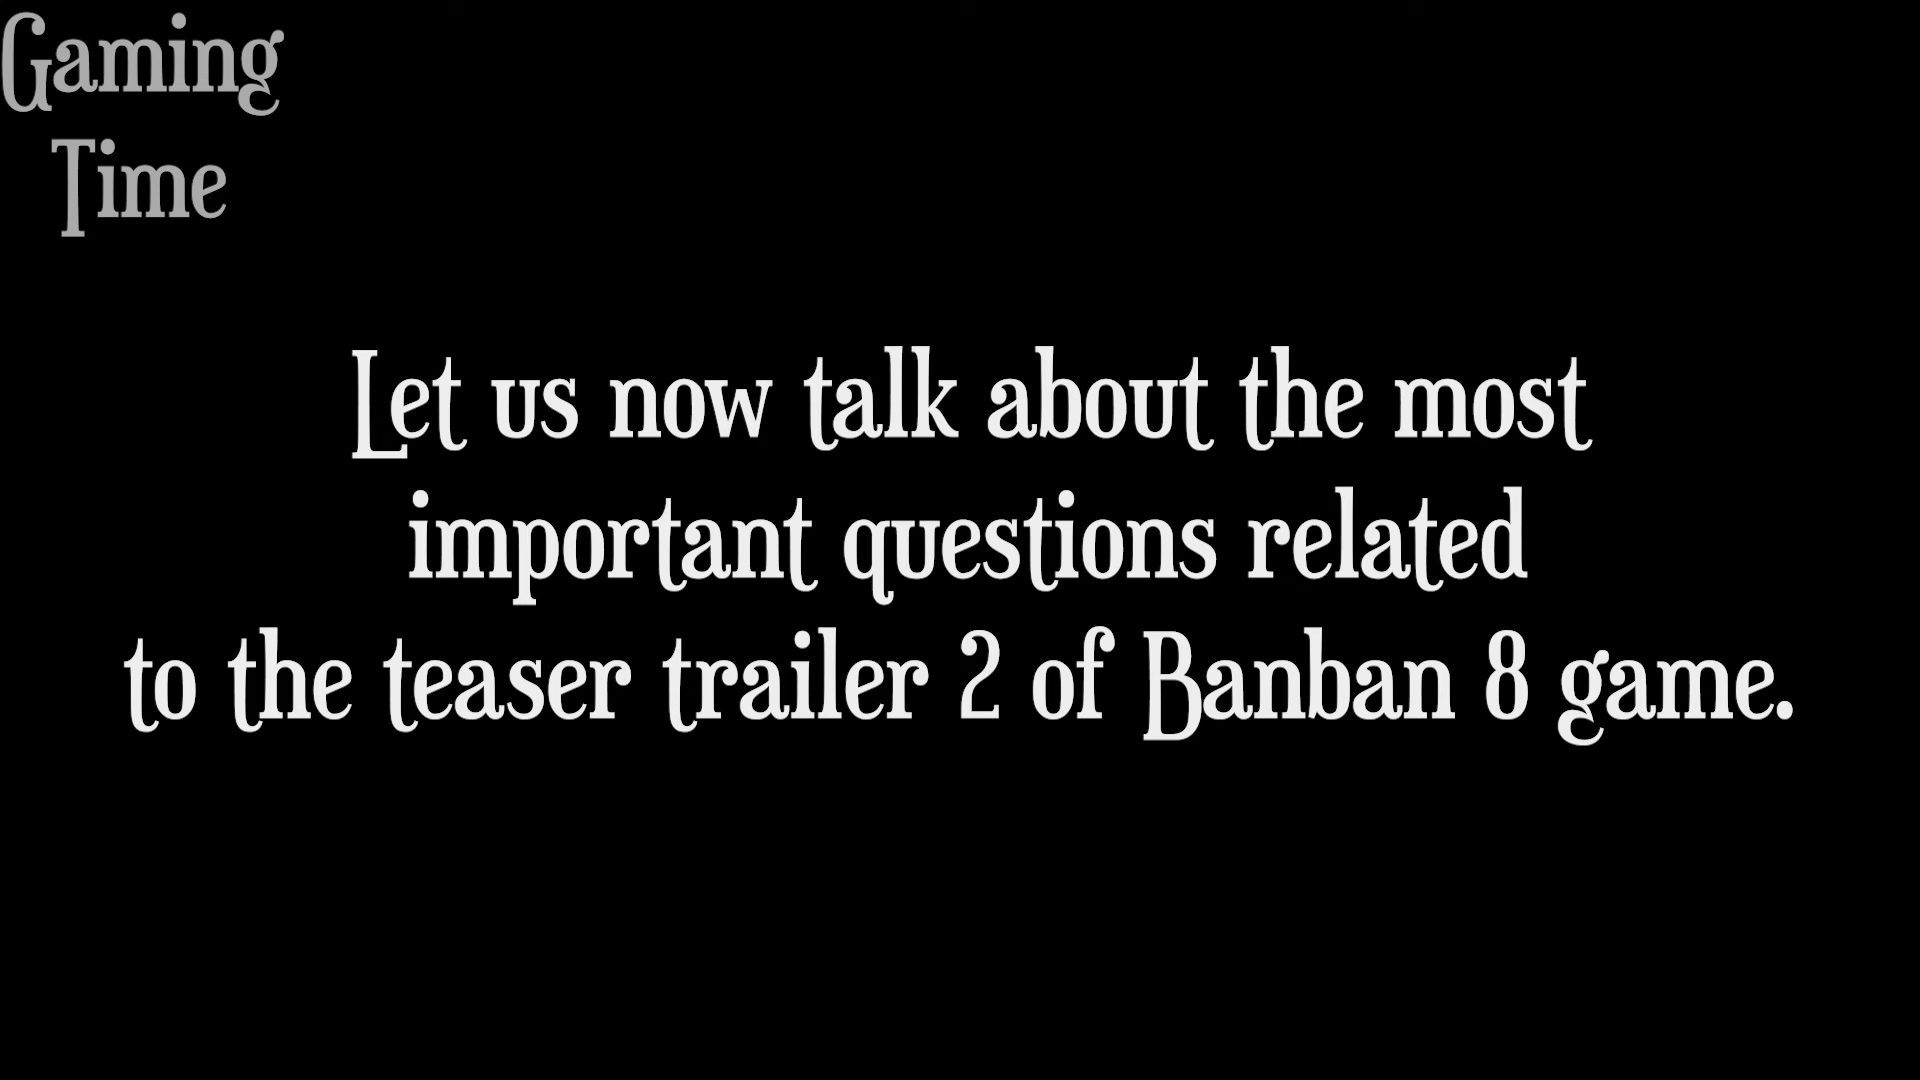 Gaming
Time
Let us now talk about the most
important questions related
to the teaser trailer 2 of Banban 8 game.